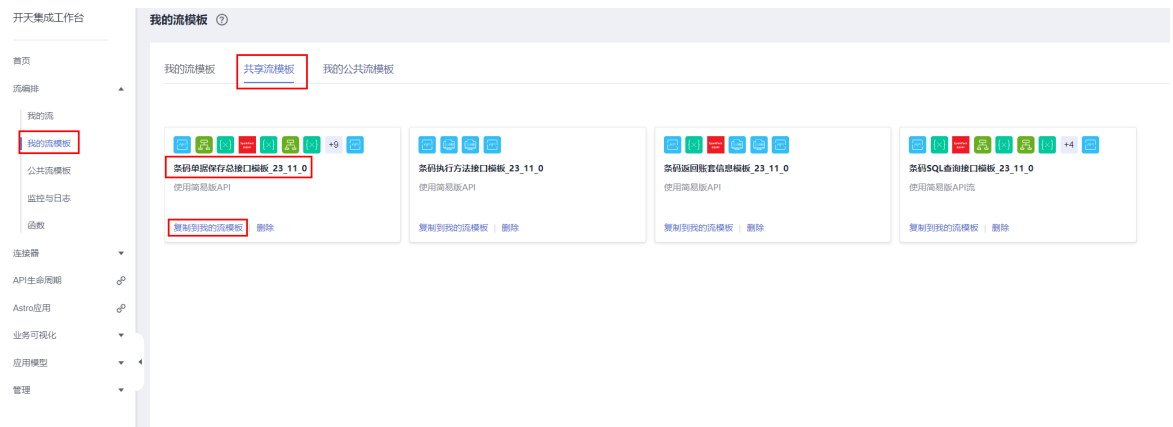 开天集成工作台
首页
流编排
我的流
我的流模板
公共流模板
监控与日志
函数
连接器
API生命周期
Astro应用
业务可视化
应用模型
管理
我的流模板
我的流模板 共享流模板 我的公共流模板
+9
条码单据保存总接口模板_23_11_0
使用简易版API
复制到我的流模板 | 删除
条码执行方法接口模板_23_11_0
使用简易版API
复制到我的流模板 | 删除
条码返回账套信息模板_23_11_0
使用简易版API
复制到我的流模板 | 删除
+4
条码SQL查询接口模板_23_11_0
使用简易版API流
复制到我的流模板 | 删除